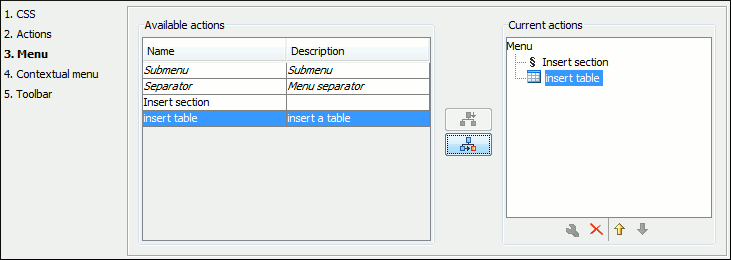 1. CSS
2. Actions
3. Menu
4. Contextual menu
5. Toolbar
Available actions
Name Description
Submenu Submenu
Separator Menu separator
Insert section
insert table insert a table
Current actions
Menu
§ Insert section
insert table